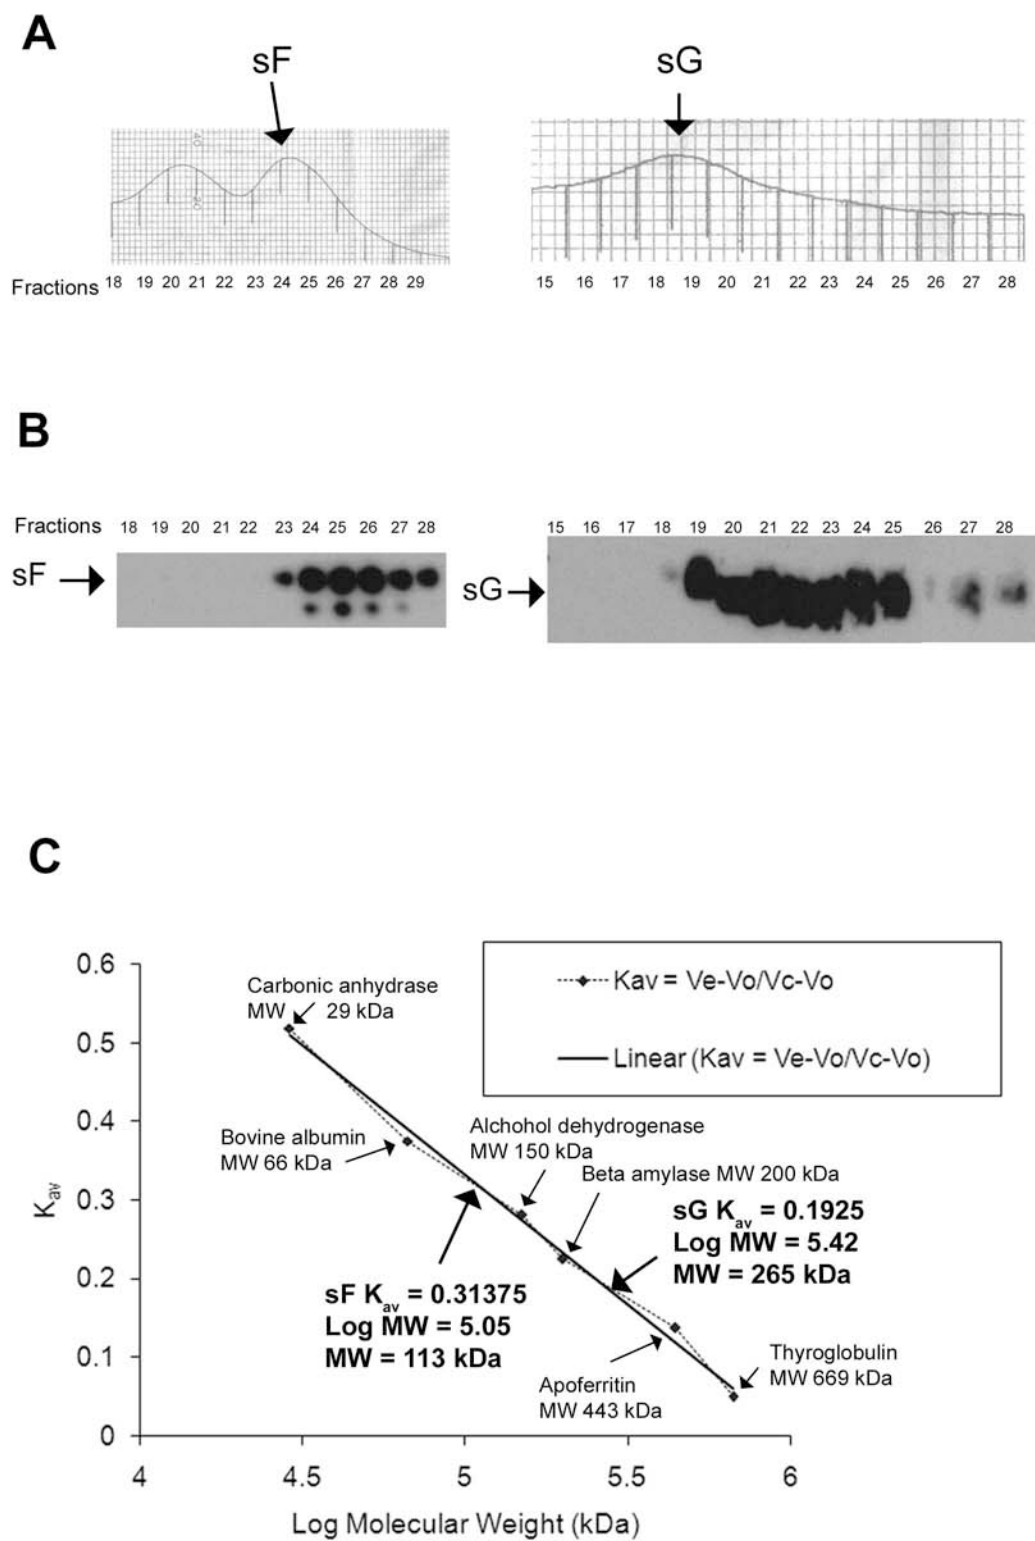 A
sF
sG
40
20
Fractions 18 19 20 21 22 23 24 25 26 27 28 29
15 16 17 18 19 20 21 22 23 24 25 26 27 28
B
Fractions 18 19 20 21 22 23 24 25 26 27 28
15 16 17 18 19 20 21 22 23 24 25 26 27 28
sF
sG
C
0.6
0.5
0.4
0.3
0.2
0.1
0
Kav
Carbonic anhydrase
MW 29 kDa
Kav = Ve-Vo/Vc-Vo
Linear (Kav = Ve-Vo/Vc-Vo)
Bovine albumin
MW 66 kDa
Alchohol dehydrogenase
MW 150 kDa
Beta amylase MW 200 kDa
sG Kav = 0.1925
Log MW = 5.42
MW = 265 kDa
sF Kav = 0.31375
Log MW = 5.05
MW = 113 kDa
Apoferritin
MW 443 kDa
Thyroglobulin
MW 669 kDa
4 4.5 5 5.5 6
Log Molecular Weight (kDa)